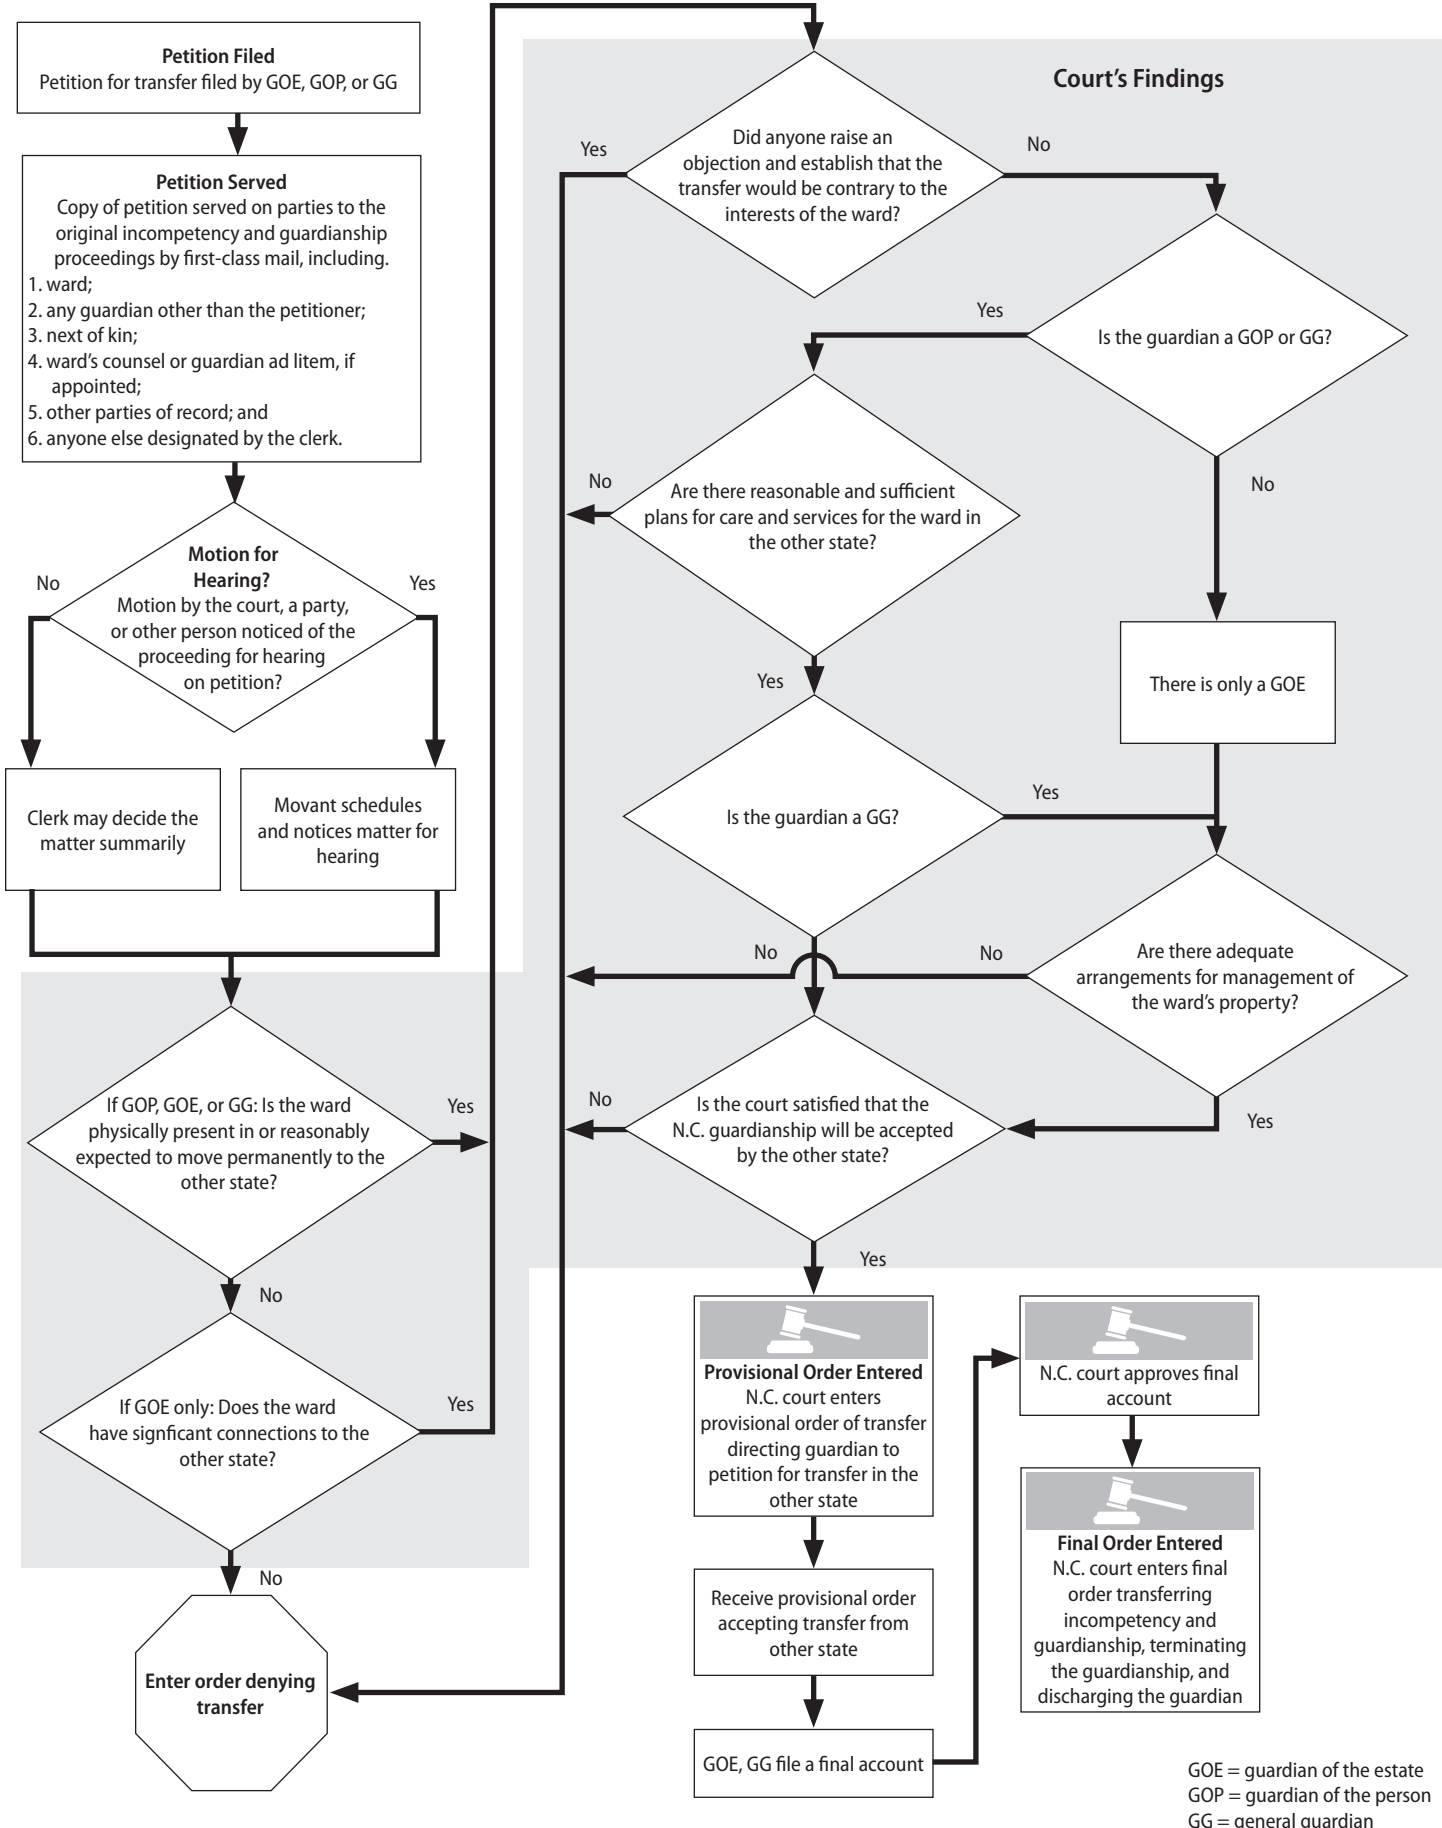 Petition Filed
Petition for transfer filed by GOE, GOP, or GG
Petition Served
Copy of petition served on parties to the
original incompetency and guardianship
proceedings by first-class mail, including.
1. ward;
2. any guardian other than the petitioner;
3. next of kin;
4. ward’s counsel or guardian ad litem, if
appointed;
5. other parties of record; and
6. anyone else designated by the clerk.
Motion for
Hearing?
Motion by the court, a party,
or other person noticed of the
proceeding for hearing
on petition?
No
Yes
Clerk may decide the
matter summarily
Movant schedules
and notices matter for
hearing
If GOP, GOE, or GG: Is the ward
physically present in or reasonably
expected to move permanently to the
other state?
Yes
No
If GOE only: Does the ward
have signficant connections to the
other state?
Yes
No
Enter order denying
transfer
Court’s Findings
Did anyone raise an
objection and establish that the
transfer would be contrary to the
interests of the ward?
Yes
No
Is the guardian a GOP or GG?
Yes
No
Are there reasonable and sufficient
plans for care and services for the ward in
the other state?
No
Yes
There is only a GOE
Is the guardian a GG?
Yes
No
Are there adequate
arrangements for management of
the ward’s property?
No
Yes
Is the court satisfied that the
N.C. guardianship will be accepted
by the other state?
No
Yes
Provisional Order Entered
N.C. court enters
provisional order of transfer
directing guardian to
petition for transfer in the
other state
Receive provisional order
accepting transfer from
other state
GOE, GG file a final account
N.C. court approves final
account
Final Order Entered
N.C. court enters final
order transferring
incompetency and
guardianship, terminating
the guardianship, and
discharging the guardian
GOE = guardian of the estate
GOP = guardian of the person
GG = general guardian